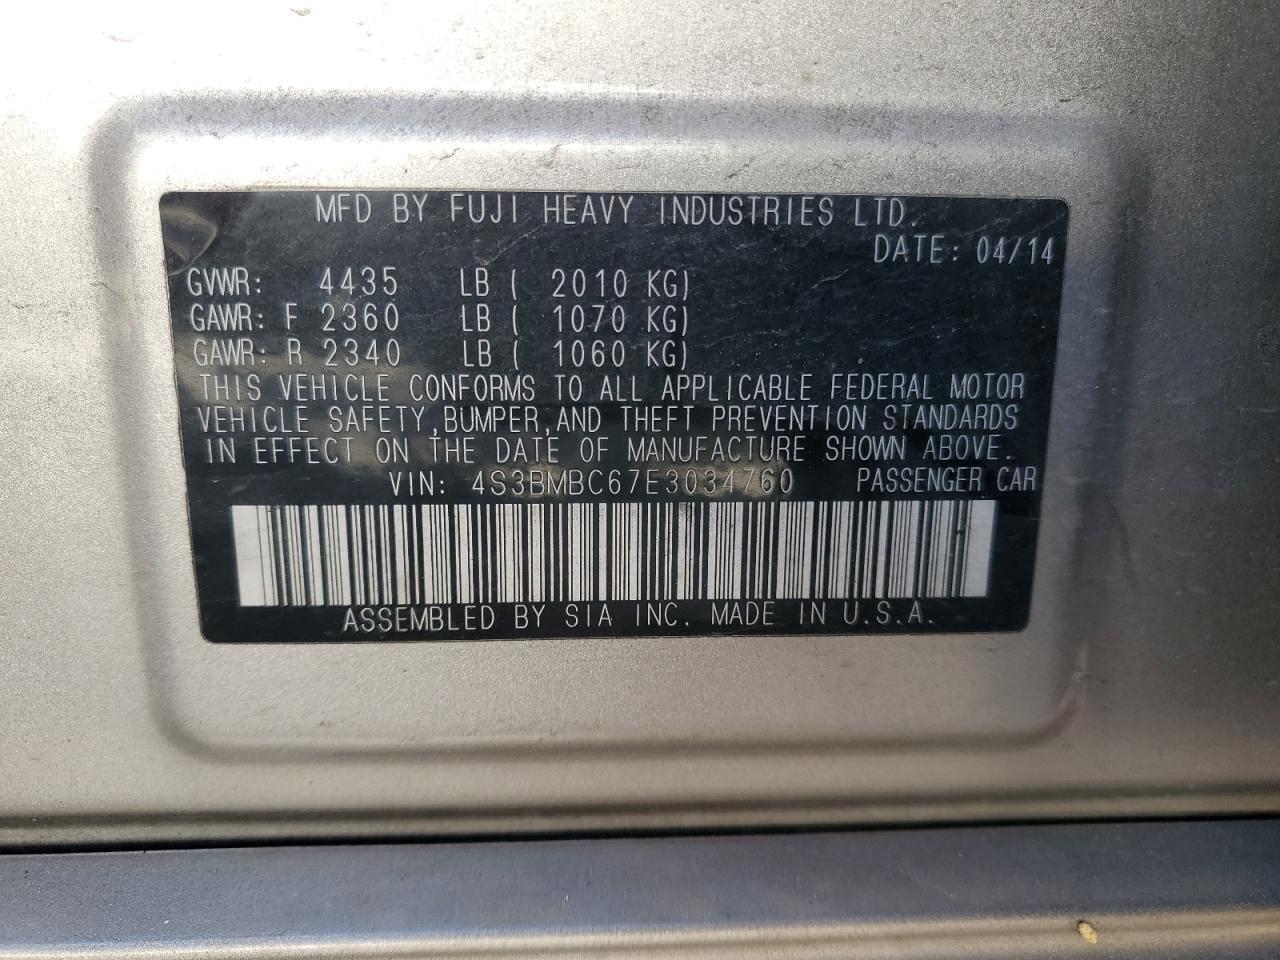 MFD BY FUJI HEAVY INDUSTRIES LTD.
DATE: 04/14
GVWR: 4435 LB ( 2010 KG)
GAWR: F 2360 LB ( 1070 KG)
GAWR: R 2340 LB ( 1060 KG)
THIS VEHICLE CONFORMS TO ALL APPLICABLE FEDERAL MOTOR
VEHICLE SAFETY,BUMPER,AND THEFT PREVENTION STANDARDS
IN EFFECT ON THE DATE OF MANUFACTURE SHOWN ABOVE.
VIN: 4S3BMBC67E3034760 PASSENGER CAR
ASSEMBLED BY SIA INC. MADE IN U.S.A.